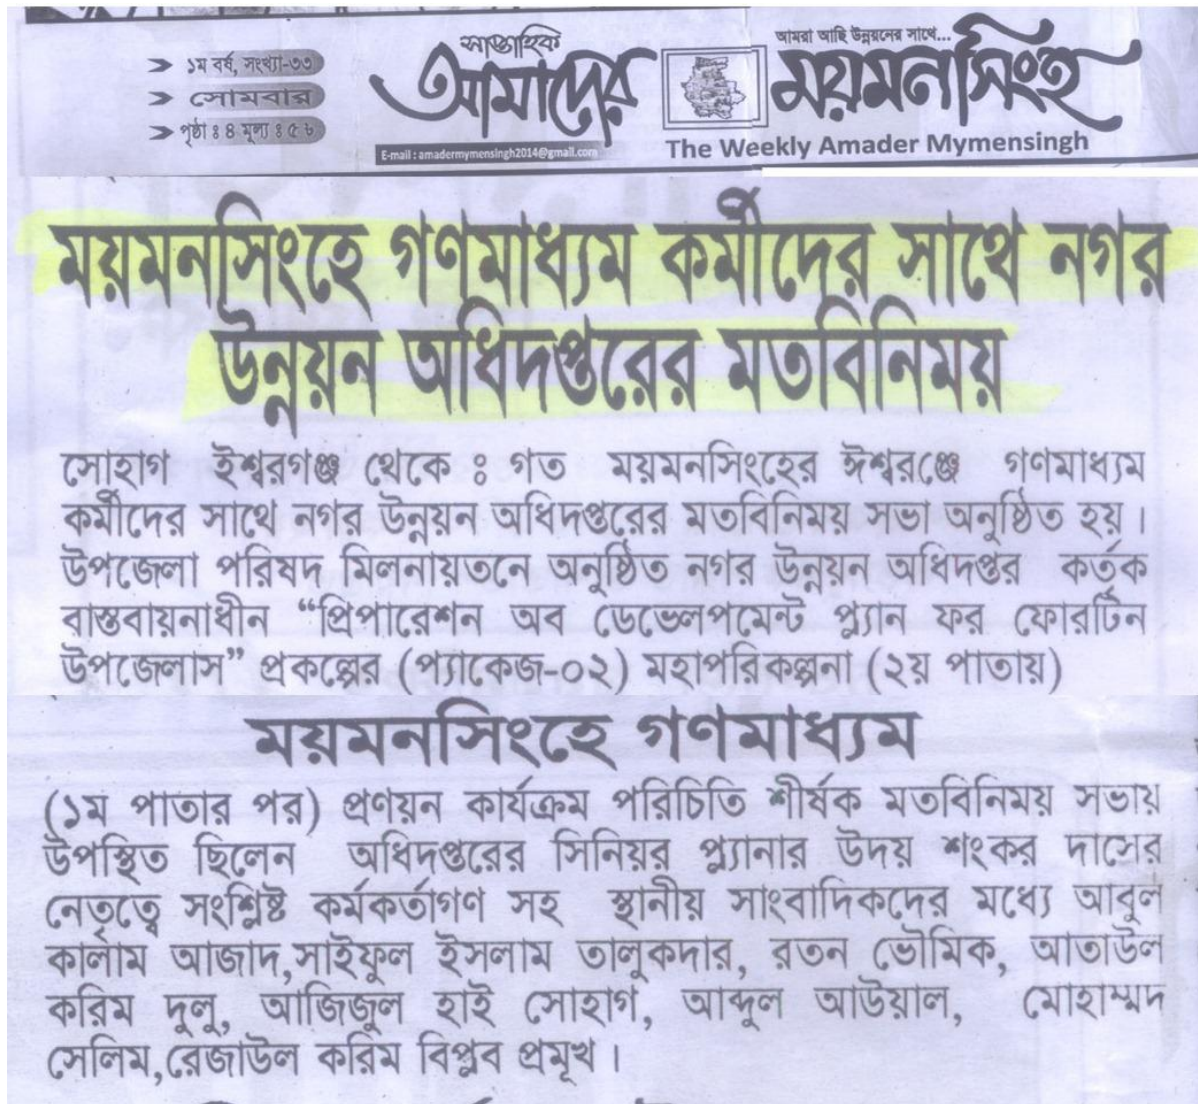 ১ম বর্ষ, সংখ্যা-৩৩
সোমবার
পৃষ্ঠা ঃ ৪ মূল্য ঃ ৫ ৳
সাপ্তাহিক
আমাদের
আমরা আছি উন্নয়নের সাথে...
ময়মনসিংহ
E-mail : amadermymensingh2014@gmail.com
The Weekly Amader Mymensingh
ময়মনসিংহে গণমাধ্যম কর্মীদের সাথে নগর
উন্নয়ন অধিদপ্তরের মতবিনিময়
সোহাগ ইশ্বরগঞ্জ থেকে ঃ গত ময়মনসিংহের ঈশ্বরঞ্জে গণমাধ্যম
কর্মীদের সাথে নগর উন্নয়ন অধিদপ্তরের মতবিনিময় সভা অনুষ্ঠিত হয়।
উপজেলা পরিষদ মিলনায়তনে অনুষ্ঠিত নগর উন্নয়ন অধিদপ্তর কর্তৃক
বাস্তবায়নাধীন “প্রিপারেশন অব ডেভেলপমেন্ট প্ল্যান ফর ফোরটিন
উপজেলাস” প্রকল্পের (প্যাকেজ-০২) মহাপরিকল্পনা (২য় পাতায়)
ময়মনসিংহে গণমাধ্যম
(১ম পাতার পর) প্রণয়ন কার্যক্রম পরিচিতি শীর্ষক মতবিনিময় সভায়
উপস্থিত ছিলেন অধিদপ্তরের সিনিয়র প্ল্যানার উদয় শংকর দাসের
নেতৃত্বে সংশ্লিষ্ট কর্মকর্তাগণ সহ স্থানীয় সাংবাদিকদের মধ্যে আবুল
কালাম আজাদ,সাইফুল ইসলাম তালুকদার, রতন ভৌমিক, আতাউল
করিম দুলু, আজিজুল হাই সোহাগ, আব্দুল আউয়াল, মোহাম্মদ
সেলিম,রেজাউল করিম বিপ্লব প্রমূখ।